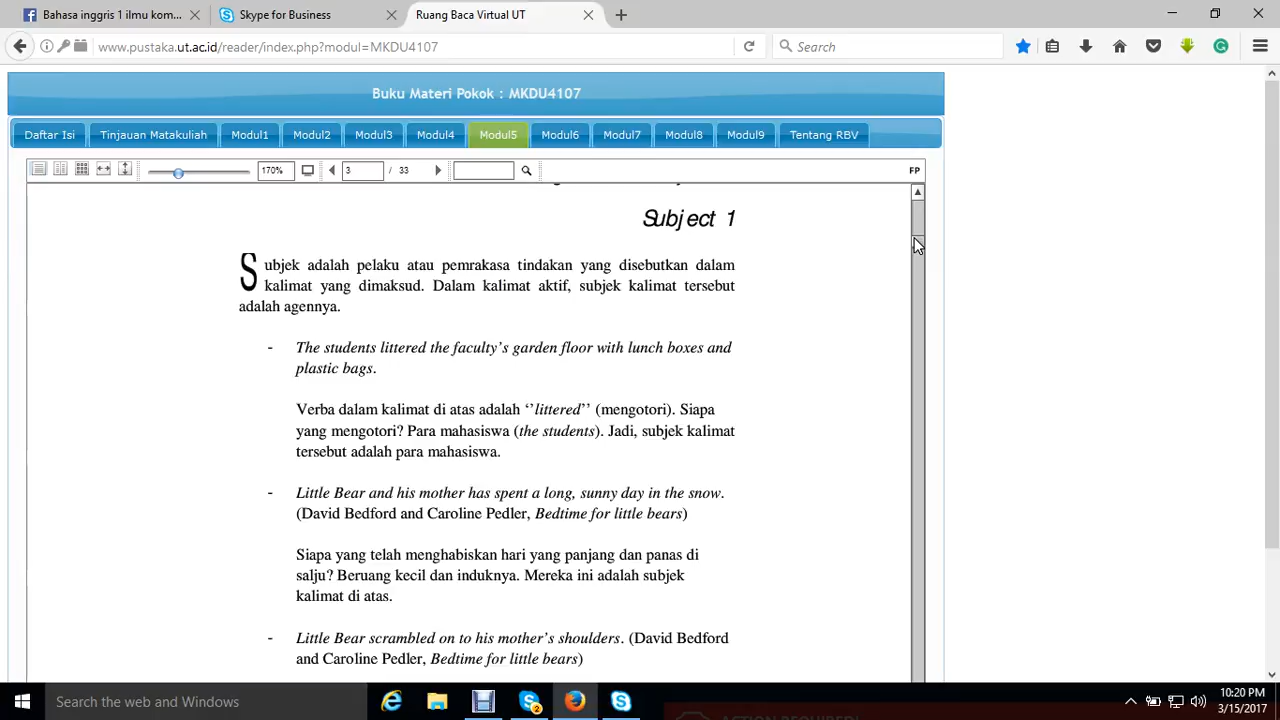 Bahasa inggris 1 ilmu kom...
Skype for Business
Ruang Baca Virtual UT
www.pustaka.ut.ac.id/reader/index.php?modul=MKDU4107
Search
Buku Materi Pokok : MKDU4107
Daftar Isi Tinjauan Matakuliah Modul1 Modul2 Modul3 Modul4 Modul5 Modul6 Modul7 Modul8 Modul9 Tentang RBV
170% 3 / 33 FP
Subject 1
Subjek adalah pelaku atau pemrakasa tindakan yang disebutkan dalam
kalimat yang dimaksud. Dalam kalimat aktif, subjek kalimat tersebut
adalah agennya.
- The students littered the faculty’s garden floor with lunch boxes and
plastic bags.
Verba dalam kalimat di atas adalah ‘’littered’’ (mengotori). Siapa
yang mengotori? Para mahasiswa (the students). Jadi, subjek kalimat
tersebut adalah para mahasiswa.
- Little Bear and his mother has spent a long, sunny day in the snow.
(David Bedford and Caroline Pedler, Bedtime for little bears)
Siapa yang telah menghabiskan hari yang panjang dan panas di
salju? Beruang kecil dan induknya. Mereka ini adalah subjek
kalimat di atas.
- Little Bear scrambled on to his mother’s shoulders. (David Bedford
and Caroline Pedler, Bedtime for little bears)
Search the web and Windows
2
10:20 PM
3/15/2017